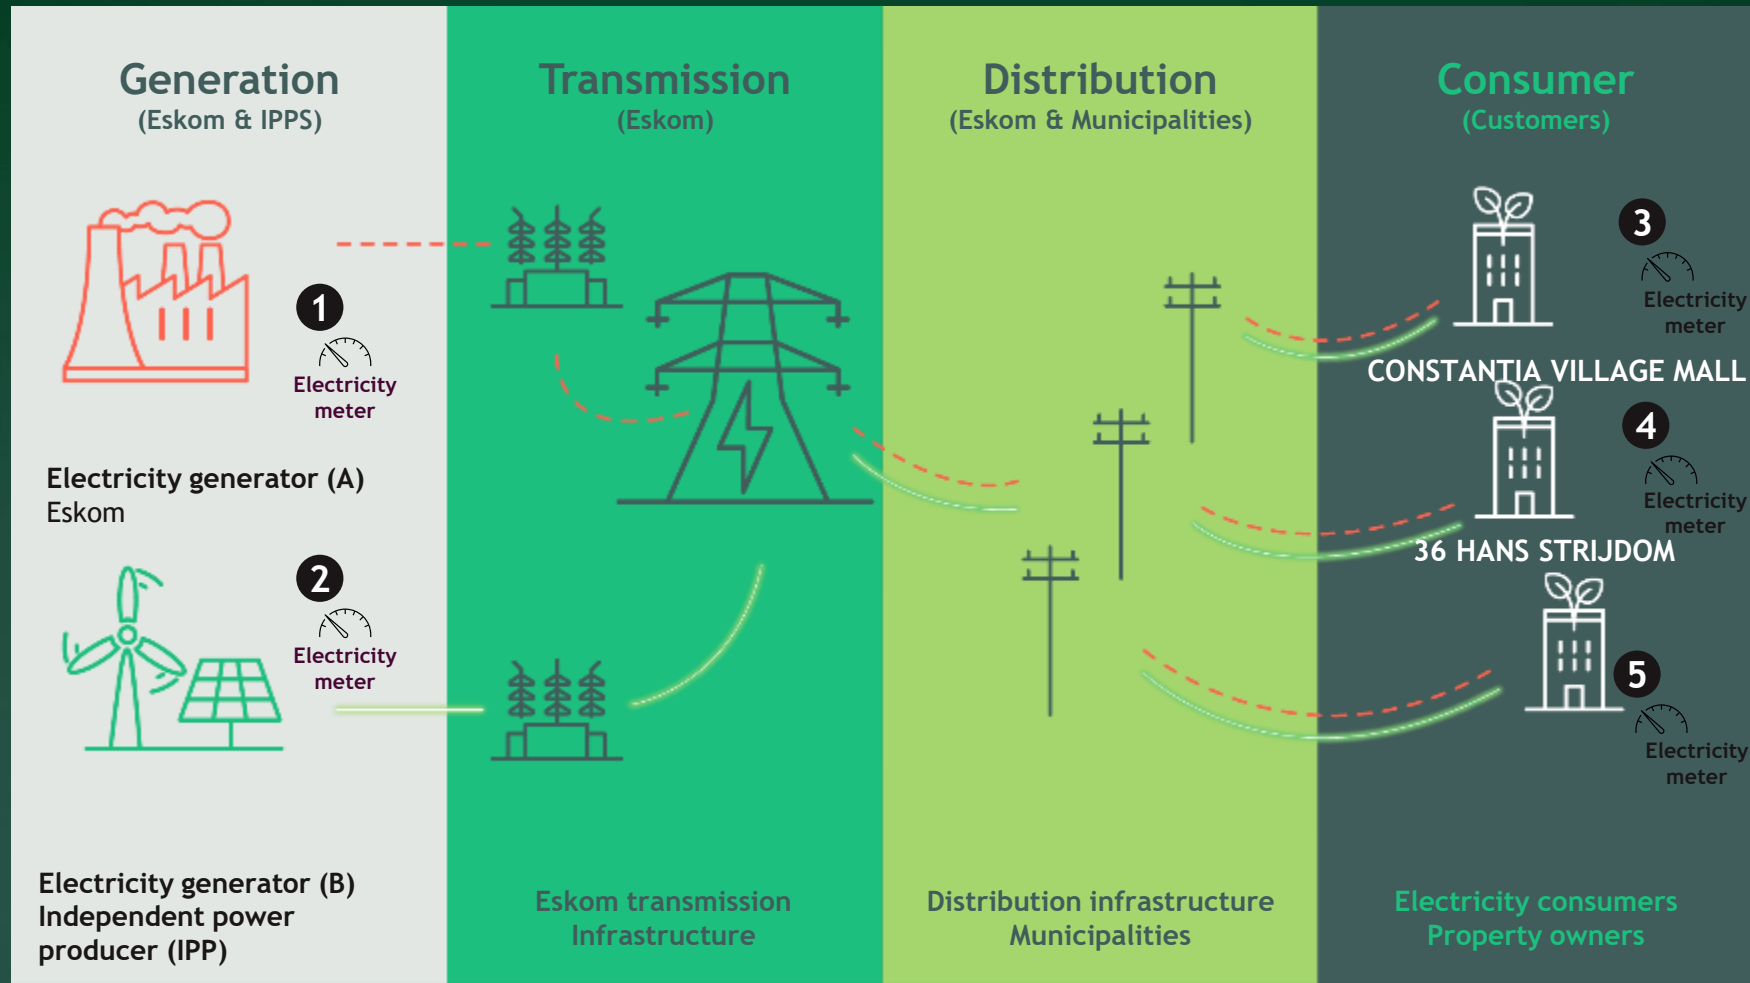 Generation
(Eskom & IPPS)
1
Electricity
meter
Electricity generator (A)
Eskom
2
Electricity
meter
Electricity generator (B)
Independent power
producer (IPP)
Transmission
(Eskom)
Eskom transmission
Infrastructure
Distribution
(Eskom & Municipalities)
Distribution infrastructure
Municipalities
Consumer
(Customers)
3
Electricity
meter
CONSTANTIA VILLAGE MALL
4
Electricity
meter
36 HANS STRIJDOM
5
Electricity
meter
Electricity consumers
Property owners